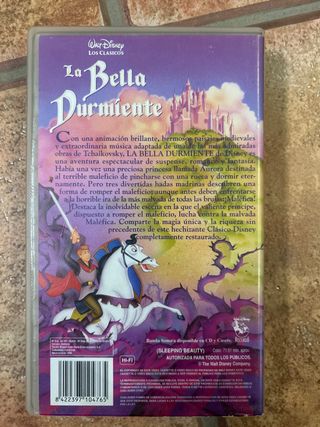 Walt Disney
LOS CLASICOS
La Bella
Durmiente
Con una animación brillante, hermosos paisajes medievales
y extraordinaria música adaptada de una de las más admiradas
obras de Tchaikovsky, LA BELLA DURMIENTE de Disney es
una aventura espectacular de suspense, romance y fantasía.
Había una vez una preciosa princesa llamada Aurora destinada
al terrible maleficio de pincharse con una rueca y dormir eter-
namente. Pero tres divertidas hadas madrinas descubren una
forma de romper el maleficio; aunque antes deben enfrentarse
a la horrible ira de la más malvada de todas las brujas: ¡Maléfica!
¡Destaca la inolvidable escena en la que el valiente príncipe,
dispuesto a romper el maleficio, lucha contra la malvada
Maléfica. Comparte la magia única y la riqueza sin
precedentes de este hechizante Clásico Disney
completamente restaurado.
Banda Sonora disponible en CD y Casete.
HI-FI
(SLEEPING BEAUTY)
AUTORIZADA PARA TODOS LOS PUBLICOS.
© The Walt Disney Company.
8 422397 104765